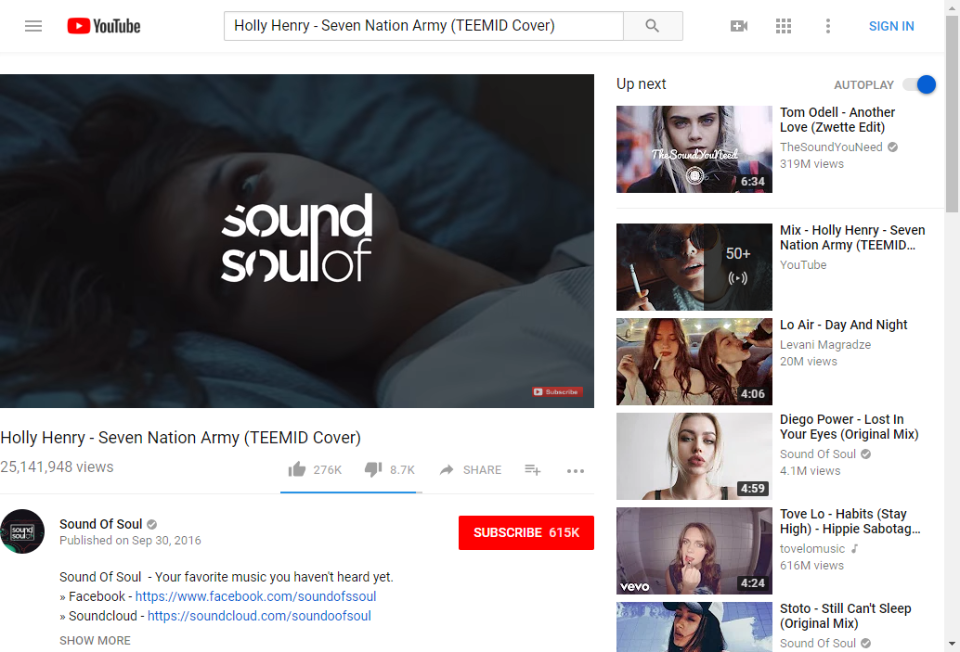 YouTube
Holly Henry - Seven Nation Army (TEEMID Cover)
SIGN IN
sound
soulof
Subscribe
Holly Henry - Seven Nation Army (TEEMID Cover)
25,141,948 views
276K
8.7K
SHARE
sound
soulof
Sound Of Soul
Published on Sep 30, 2016
SUBSCRIBE 615K
Sound Of Soul - Your favorite music you haven't heard yet.
» Facebook - https://www.facebook.com/soundofssoul
» Soundcloud - https://soundcloud.com/soundoofsoul
SHOW MORE
Up next
AUTOPLAY
TheSoundYouNeed
6:34
Tom Odell - Another
Love (Zwette Edit)
TheSoundYouNeed
319M views
50+
Mix - Holly Henry - Seven
Nation Army (TEEMID...
YouTube
4:06
Lo Air - Day And Night
Levani Magradze
20M views
4:59
Diego Power - Lost In
Your Eyes (Original Mix)
Sound Of Soul
4.1M views
vevo
4:24
Tove Lo - Habits (Stay
High) - Hippie Sabotag...
tovelomusic
616M views
Stoto - Still Can't Sleep
(Original Mix)
Sound Of Soul